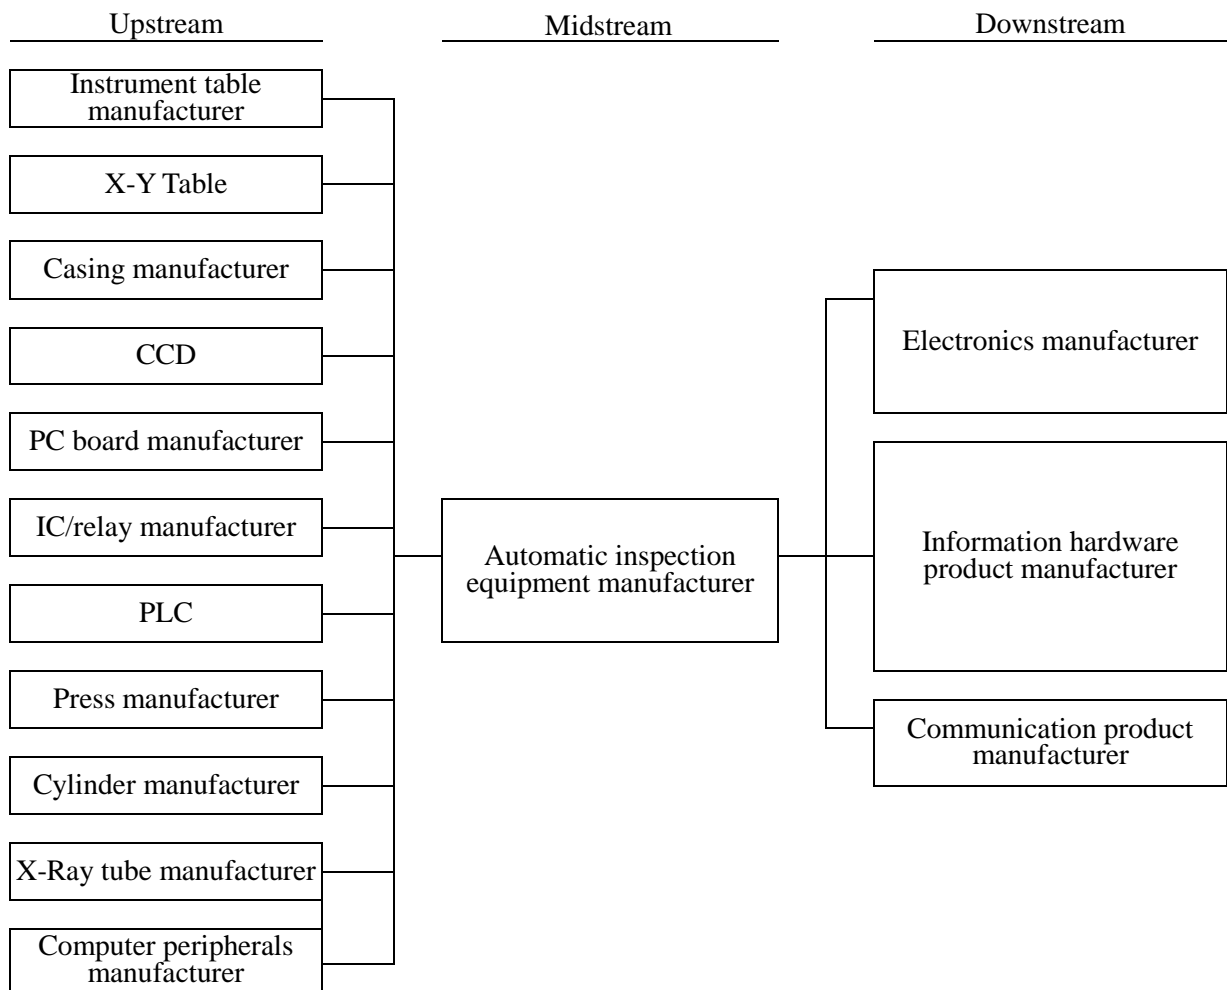 Upstream
Midstream
Downstream
Instrument table
manufacturer
X-Y Table
Casing manufacturer
CCD
PC board manufacturer
IC/relay manufacturer
PLC
Press manufacturer
Cylinder manufacturer
X-Ray tube manufacturer
Computer peripherals
manufacturer
Automatic inspection
equipment manufacturer
Electronics manufacturer
Information hardware
product manufacturer
Communication product
manufacturer